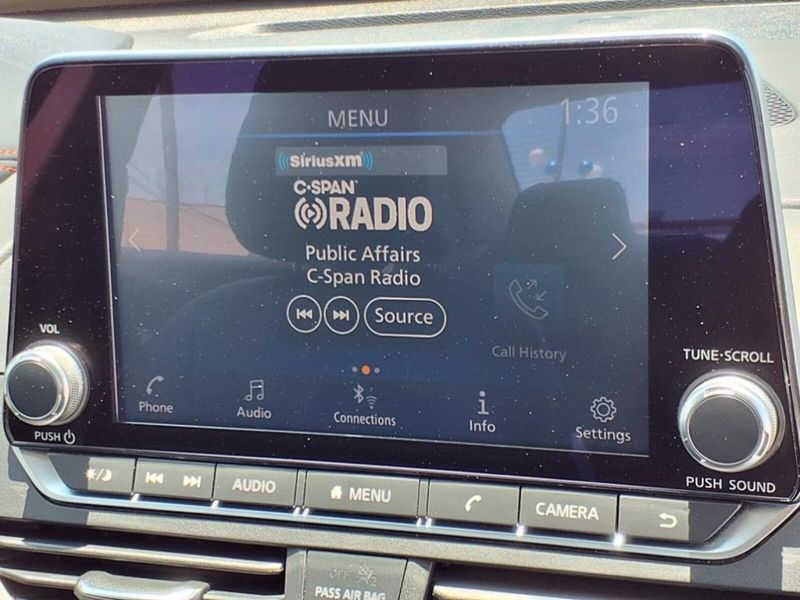 MENU
1:36
SiriusXM
C-SPAN
RADIO
Public Affairs
C-Span Radio
Source
Call History
Phone
Audio
Connections
Info
Settings
VOL
PUSH
TUNE·SCROLL
PUSH SOUND
AUDIO
MENU
CAMERA
OFF
PASS AIR BAG